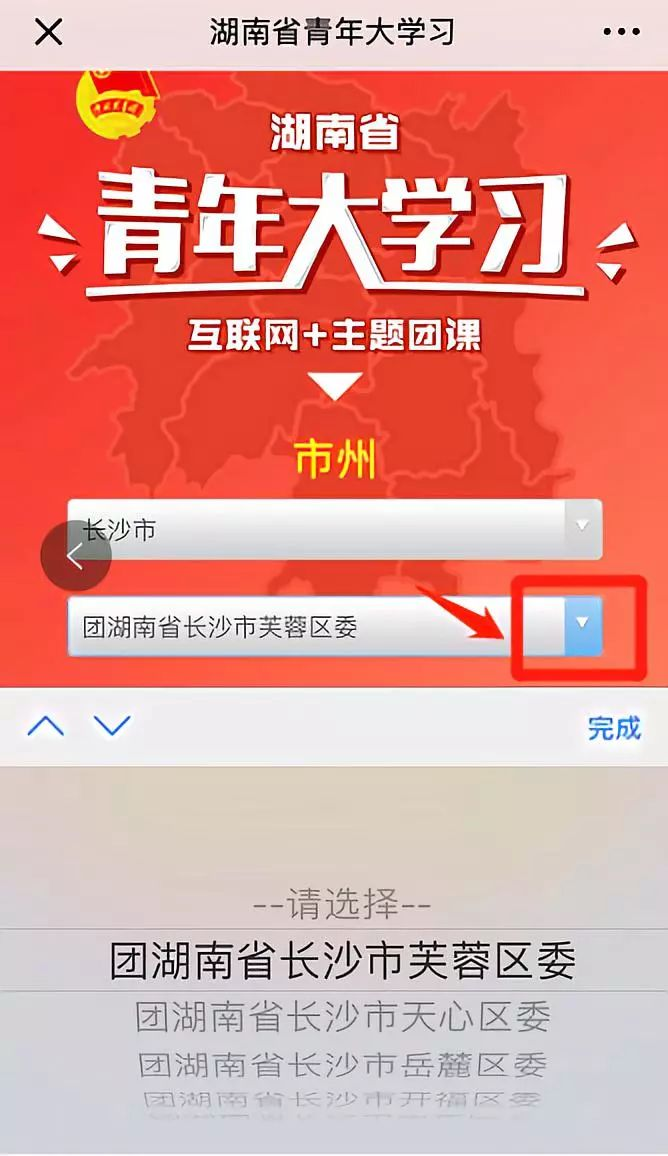 湖南省青年大学习
湖南省
青年大学习
互联网+主题团课
市州
长沙市
团湖南省长沙市芙蓉区委
完成
--请选择--
团湖南省长沙市芙蓉区委
团湖南省长沙市天心区委
团湖南省长沙市岳麓区委
团湖南省长沙市开福区委